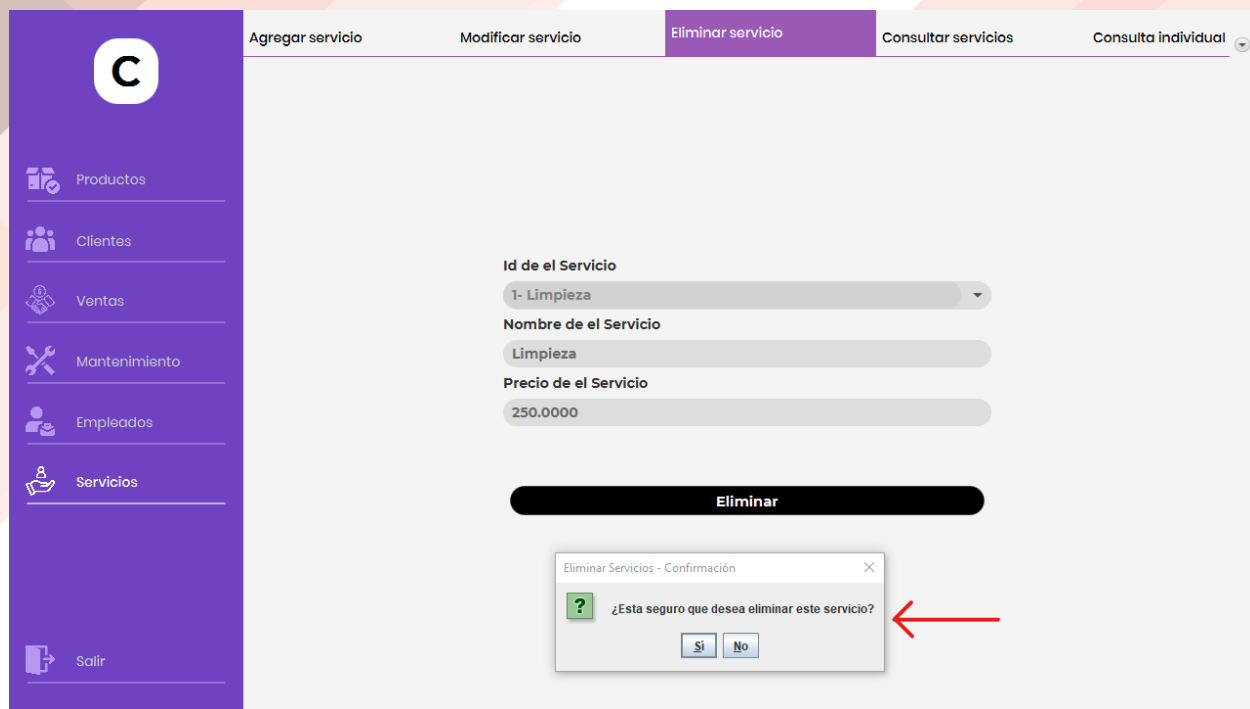 C
Agregar servicio
Modificar servicio
Eliminar servicio
Consultar servicios
Consulta individual
Productos
Clientes
Ventas
Mantenimiento
Empleados
Servicios
Salir
Id de el Servicio
1- Limpieza
Nombre de el Servicio
Limpieza
Precio de el Servicio
250.0000
Eliminar
Eliminar Servicios - Confirmación
?
¿Esta seguro que desea eliminar este servicio?
Sí
No